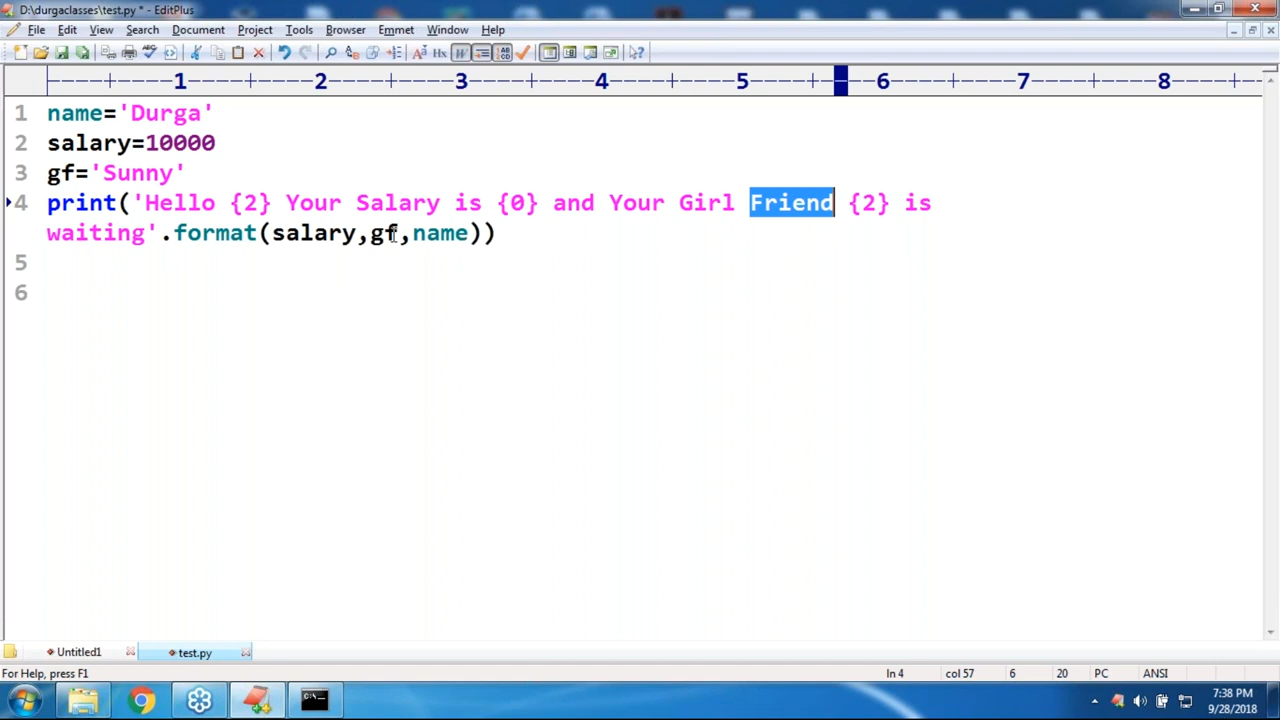 D:\durgaclasses\test.py * - EditPlus
File Edit View Search Document Project Tools Browser Emmet Window Help
----+----1----+----2----+----3----+----4----+----5----+----6----+----7----+----8----+-
1 name='Durga'
2 salary=10000
3 gf='Sunny'
4 print('Hello {2} Your Salary is {0} and Your Girl Friend {2} is
waiting'.format(salary,gf,name))
5
6
Untitled1 test.py
For Help, press F1 ln 4 col 57 6 20 PC ANSI
7:38 PM
9/28/2018